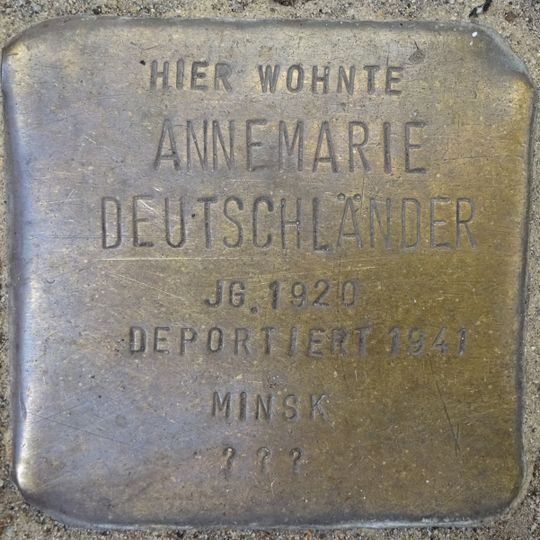 HIER WOHNTE
ANNEMARIE
DEUTSCHLÄNDER
JG. 1920
DEPORTIERT 1941
MINSK
???